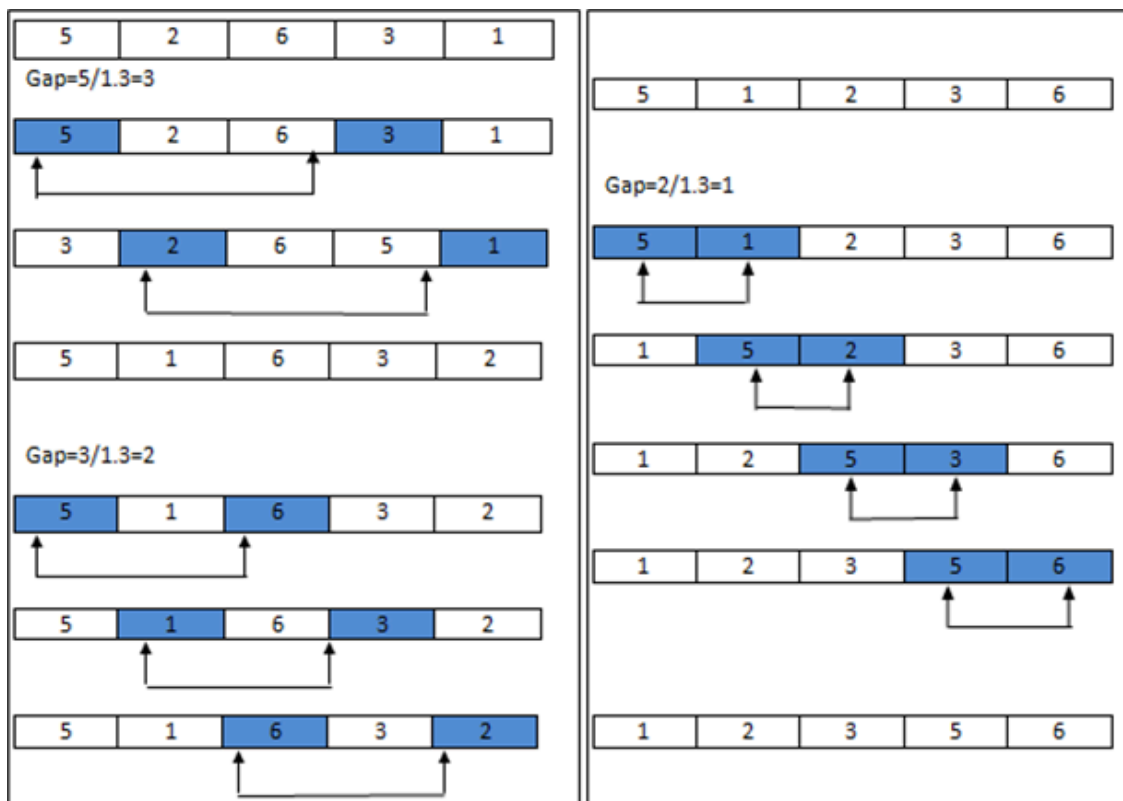 5 2 6 3 1
Gap=5/1.3=3
5 2 6 3 1
3 2 6 5 1
5 1 6 3 2
Gap=3/1.3=2
5 1 6 3 2
5 1 6 3 2
5 1 6 3 2
5 1 2 3 6
Gap=2/1.3=1
5 1 2 3 6
1 5 2 3 6
1 2 5 3 6
1 2 3 5 6
1 2 3 5 6